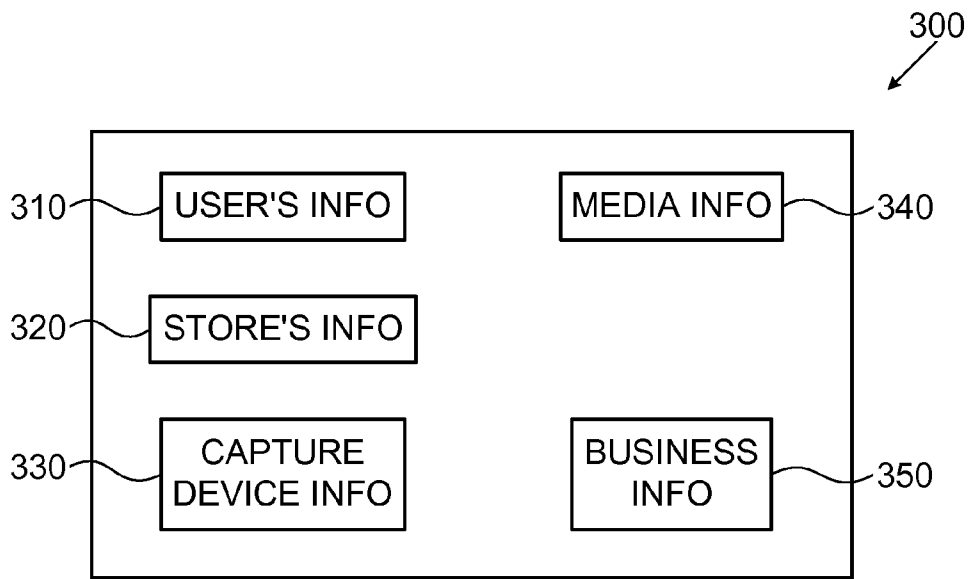 300
310
USER'S INFO
MEDIA INFO
340
320
STORE'S INFO
330
CAPTURE
DEVICE INFO
BUSINESS
INFO
350